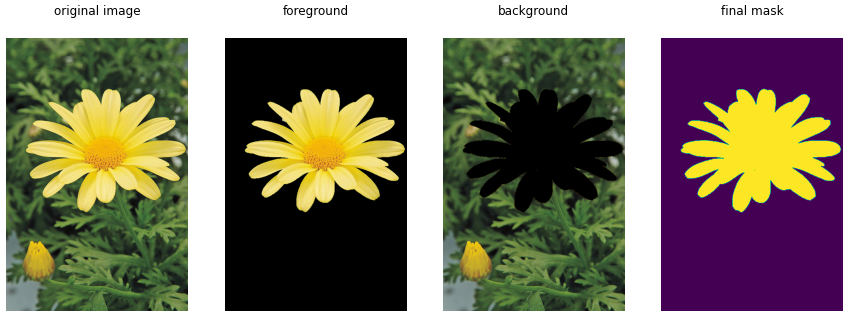 original image
foreground
background
final mask